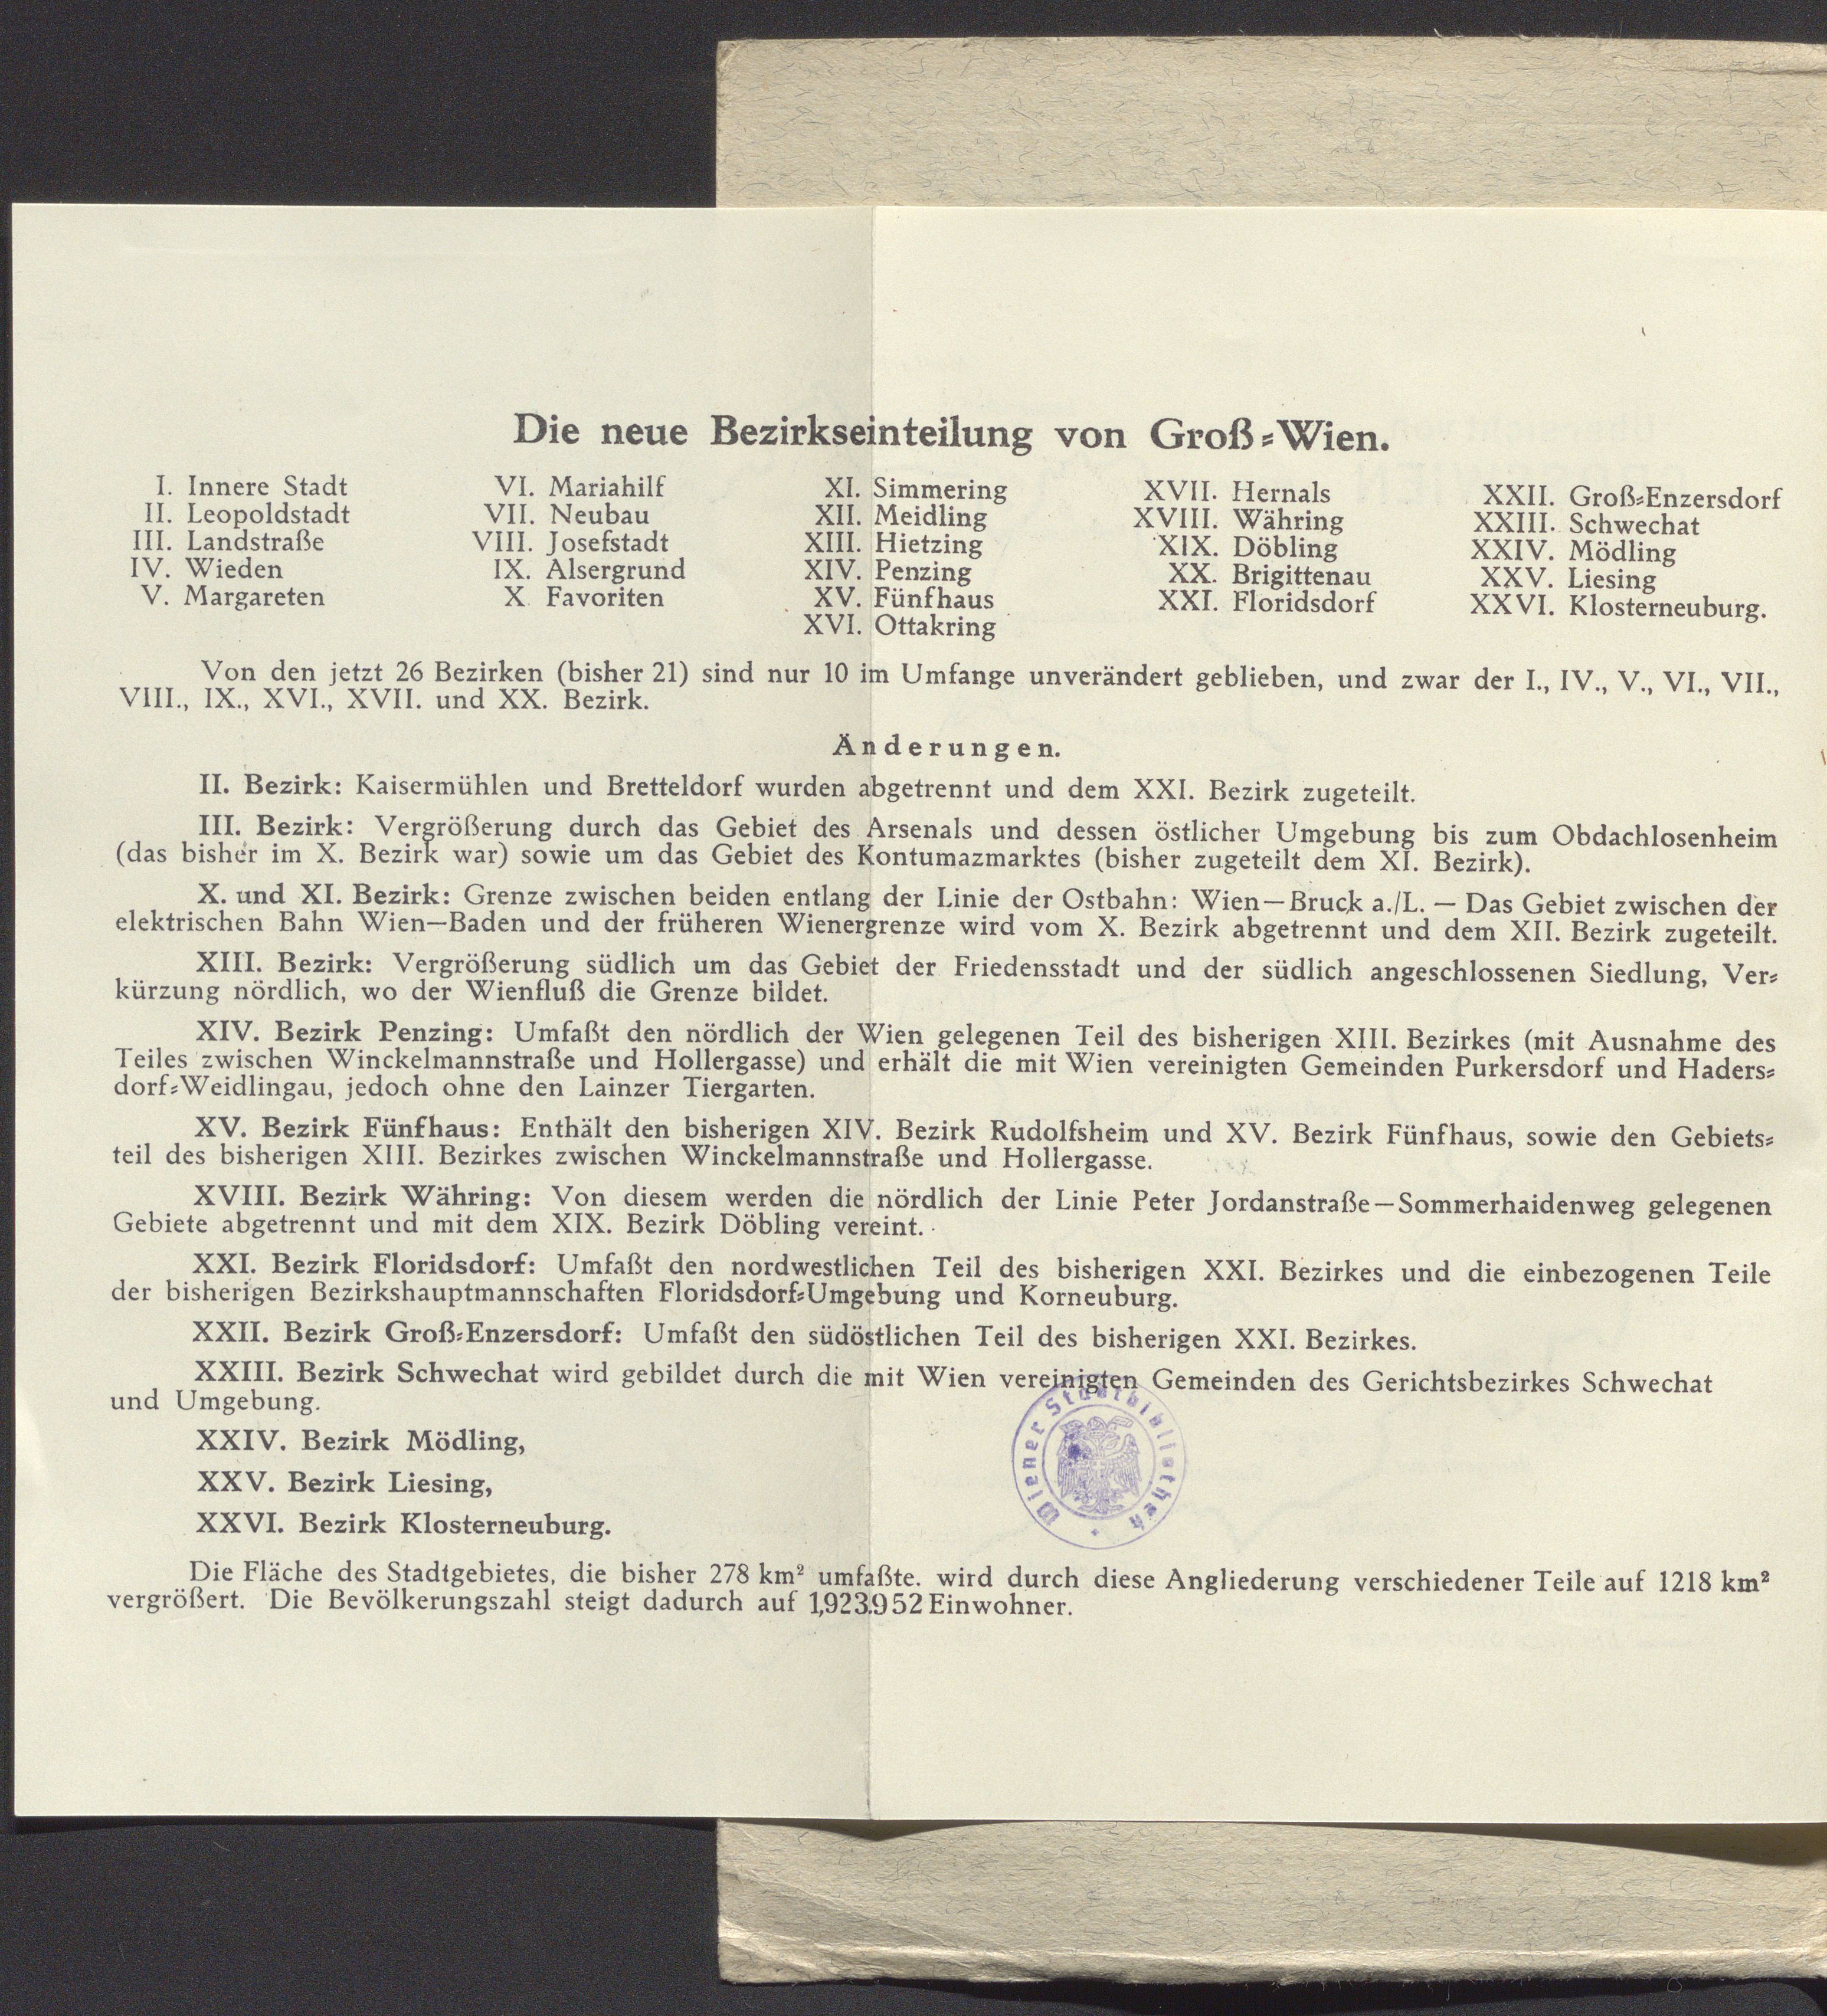 Die neue Bezirkseinteilung von Groß=Wien.
I. Innere Stadt
II. Leopoldstadt
III. Landstraße
IV. Wieden
V. Margareten
VI. Mariahilf
VII. Neubau
VIII. Josefstadt
IX. Alsergrund
X. Favoriten
XI. Simmering
XII. Meidling
XIII. Hietzing
XIV. Penzing
XV. Fünfhaus
XVI. Ottakring
XVII. Hernals
XVIII. Währing
XIX. Döbling
XX. Brigittenau
XXI. Floridsdorf
XXII. Groß=Enzersdorf
XXIII. Schwechat
XXIV. Mödling
XXV. Liesing
XXVI. Klosterneuburg.
Von den jetzt 26 Bezirken (bisher 21) sind nur 10 im Umfange unverändert geblieben, und zwar der I., IV., V., VI., VII.,
VIII., IX., XVI., XVII. und XX. Bezirk.
Änderungen.
II. Bezirk: Kaisermühlen und Bretteldorf wurden abgetrennt und dem XXI. Bezirk zugeteilt.
III. Bezirk: Vergrößerung durch das Gebiet des Arsenals und dessen östlicher Umgebung bis zum Obdachlosenheim
(das bisher im X. Bezirk war) sowie um das Gebiet des Kontumazmarktes (bisher zugeteilt dem XI. Bezirk).
X. und XI. Bezirk: Grenze zwischen beiden entlang der Linie der Ostbahn: Wien—Bruck a./L. — Das Gebiet zwischen der
elektrischen Bahn Wien—Baden und der früheren Wienergrenze wird vom X. Bezirk abgetrennt und dem XII. Bezirk zugeteilt.
XIII. Bezirk: Vergrößerung südlich um das Gebiet der Friedensstadt und der südlich angeschlossenen Siedlung, Ver=
kürzung nördlich, wo der Wienfluß die Grenze bildet.
XIV. Bezirk Penzing: Umfaßt den nördlich der Wien gelegenen Teil des bisherigen XIII. Bezirkes (mit Ausnahme des
Teiles zwischen Winckelmannstraße und Hollergasse) und erhält die mit Wien vereinigten Gemeinden Purkersdorf und Haders=
dorf=Weidlingau, jedoch ohne den Lainzer Tiergarten.
XV. Bezirk Fünfhaus: Enthält den bisherigen XIV. Bezirk Rudolfsheim und XV. Bezirk Fünfhaus, sowie den Gebiets=
teil des bisherigen XIII. Bezirkes zwischen Winckelmannstraße und Hollergasse.
XVIII. Bezirk Währing: Von diesem werden die nördlich der Linie Peter Jordanstraße—Sommerhaidenweg gelegenen
Gebiete abgetrennt und mit dem XIX. Bezirk Döbling vereint.
XXI. Bezirk Floridsdorf: Umfaßt den nordwestlichen Teil des bisherigen XXI. Bezirkes und die einbezogenen Teile
der bisherigen Bezirkshauptmannschaften Floridsdorf=Umgebung und Korneuburg.
XXII. Bezirk Groß=Enzersdorf: Umfaßt den südöstlichen Teil des bisherigen XXI. Bezirkes.
XXIII. Bezirk Schwechat wird gebildet durch die mit Wien vereinigten Gemeinden des Gerichtsbezirkes Schwechat
und Umgebung.
XXIV. Bezirk Mödling,
XXV. Bezirk Liesing,
XXVI. Bezirk Klosterneuburg.
Wiener Stadtbibliothek
Die Fläche des Stadtgebietes, die bisher 278 km² umfaßte. wird durch diese Angliederung verschiedener Teile auf 1218 km²
vergrößert. Die Bevölkerungszahl steigt dadurch auf 1,923.952 Einwohner.